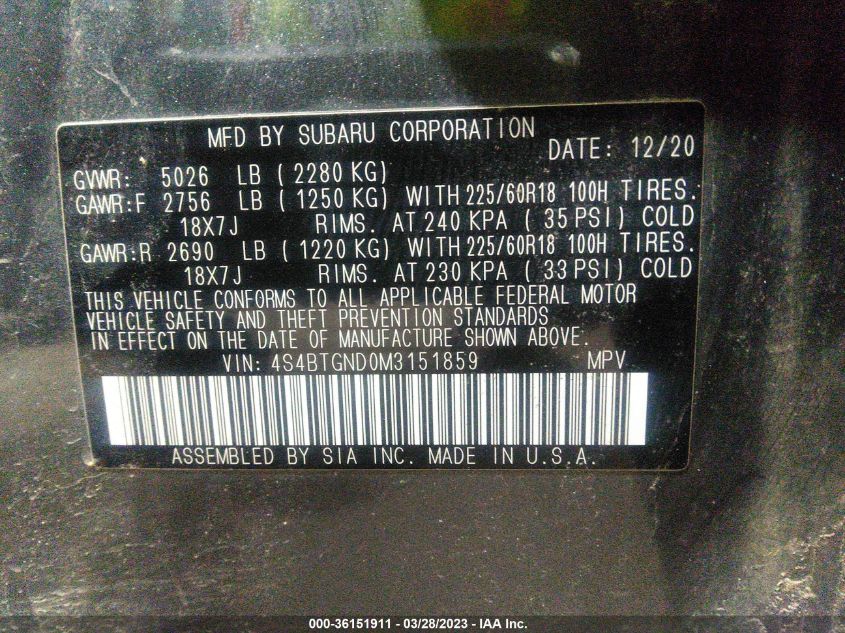 MFD BY SUBARU CORPORATION
DATE: 12/20
GVWR: 5026 LB ( 2280 KG)
GAWR:F 2756 LB ( 1250 KG) WITH 225/60R18 100H TIRES.
18X7J RIMS. AT 240 KPA ( 35 PSI) COLD
GAWR:R 2690 LB ( 1220 KG) WITH 225/60R18 100H TIRES.
18X7J RIMS. AT 230 KPA ( 33 PSI) COLD
THIS VEHICLE CONFORMS TO ALL APPLICABLE FEDERAL MOTOR
VEHICLE SAFETY AND THEFT PREVENTION STANDARDS
IN EFFECT ON THE DATE OF MANUFACTURE SHOWN ABOVE.
VIN: 4S4BTGND0M3151859 MPV
ASSEMBLED BY SIA INC. MADE IN U.S.A.
000-36151911 - 03/28/2023 - IAA Inc.